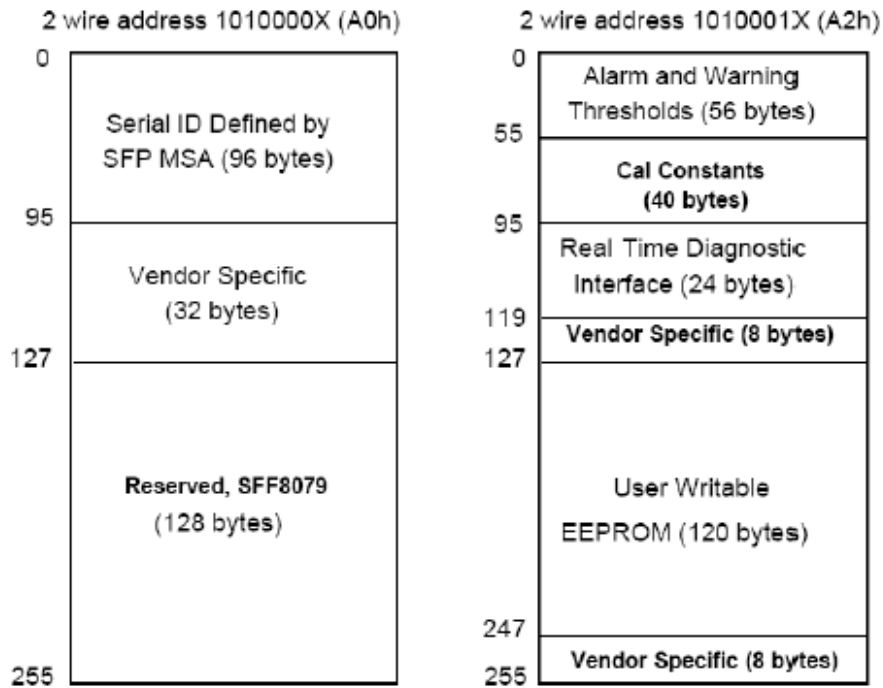 2 wire address 1010000X (A0h)
0
Serial ID Defined by
SFP MSA (96 bytes)
95
Vendor Specific
(32 bytes)
127
Reserved, SFF8079
(128 bytes)
255
2 wire address 1010001X (A2h)
0
Alarm and Warning
Thresholds (56 bytes)
55
Cal Constants
(40 bytes)
95
Real Time Diagnostic
Interface (24 bytes)
119
Vendor Specific (8 bytes)
127
User Writable
EEPROM (120 bytes)
247
Vendor Specific (8 bytes)
255